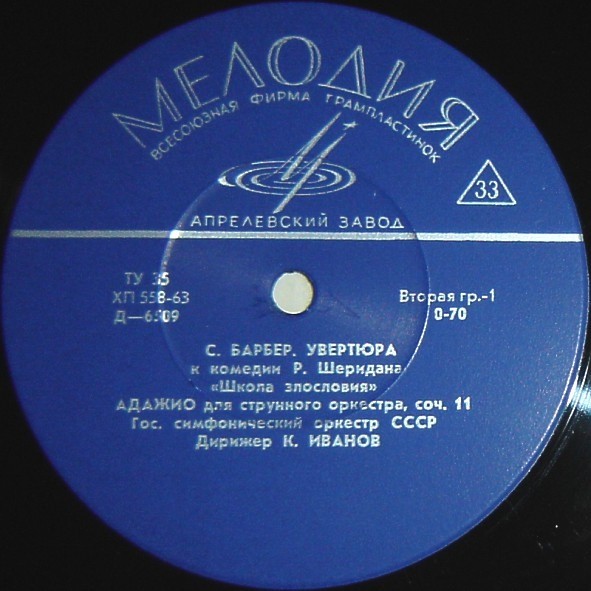 МЕЛОДИЯ
ВСЕСОЮЗНАЯ ФИРМА ГРАМПЛАСТИНОК
33
АПРЕЛЕВСКИЙ ЗАВОД
ТУ 35
ХП 558-63
Д—6509
Вторая гр.-1
0-70
С. БАРБЕР. УВЕРТЮРА
к комедии Р. Шеридана
«Школа злословия»
АДАЖИО для струнного оркестра, соч. 11
Гос. симфонический оркестр СССР
Дирижер К. ИВАНОВ